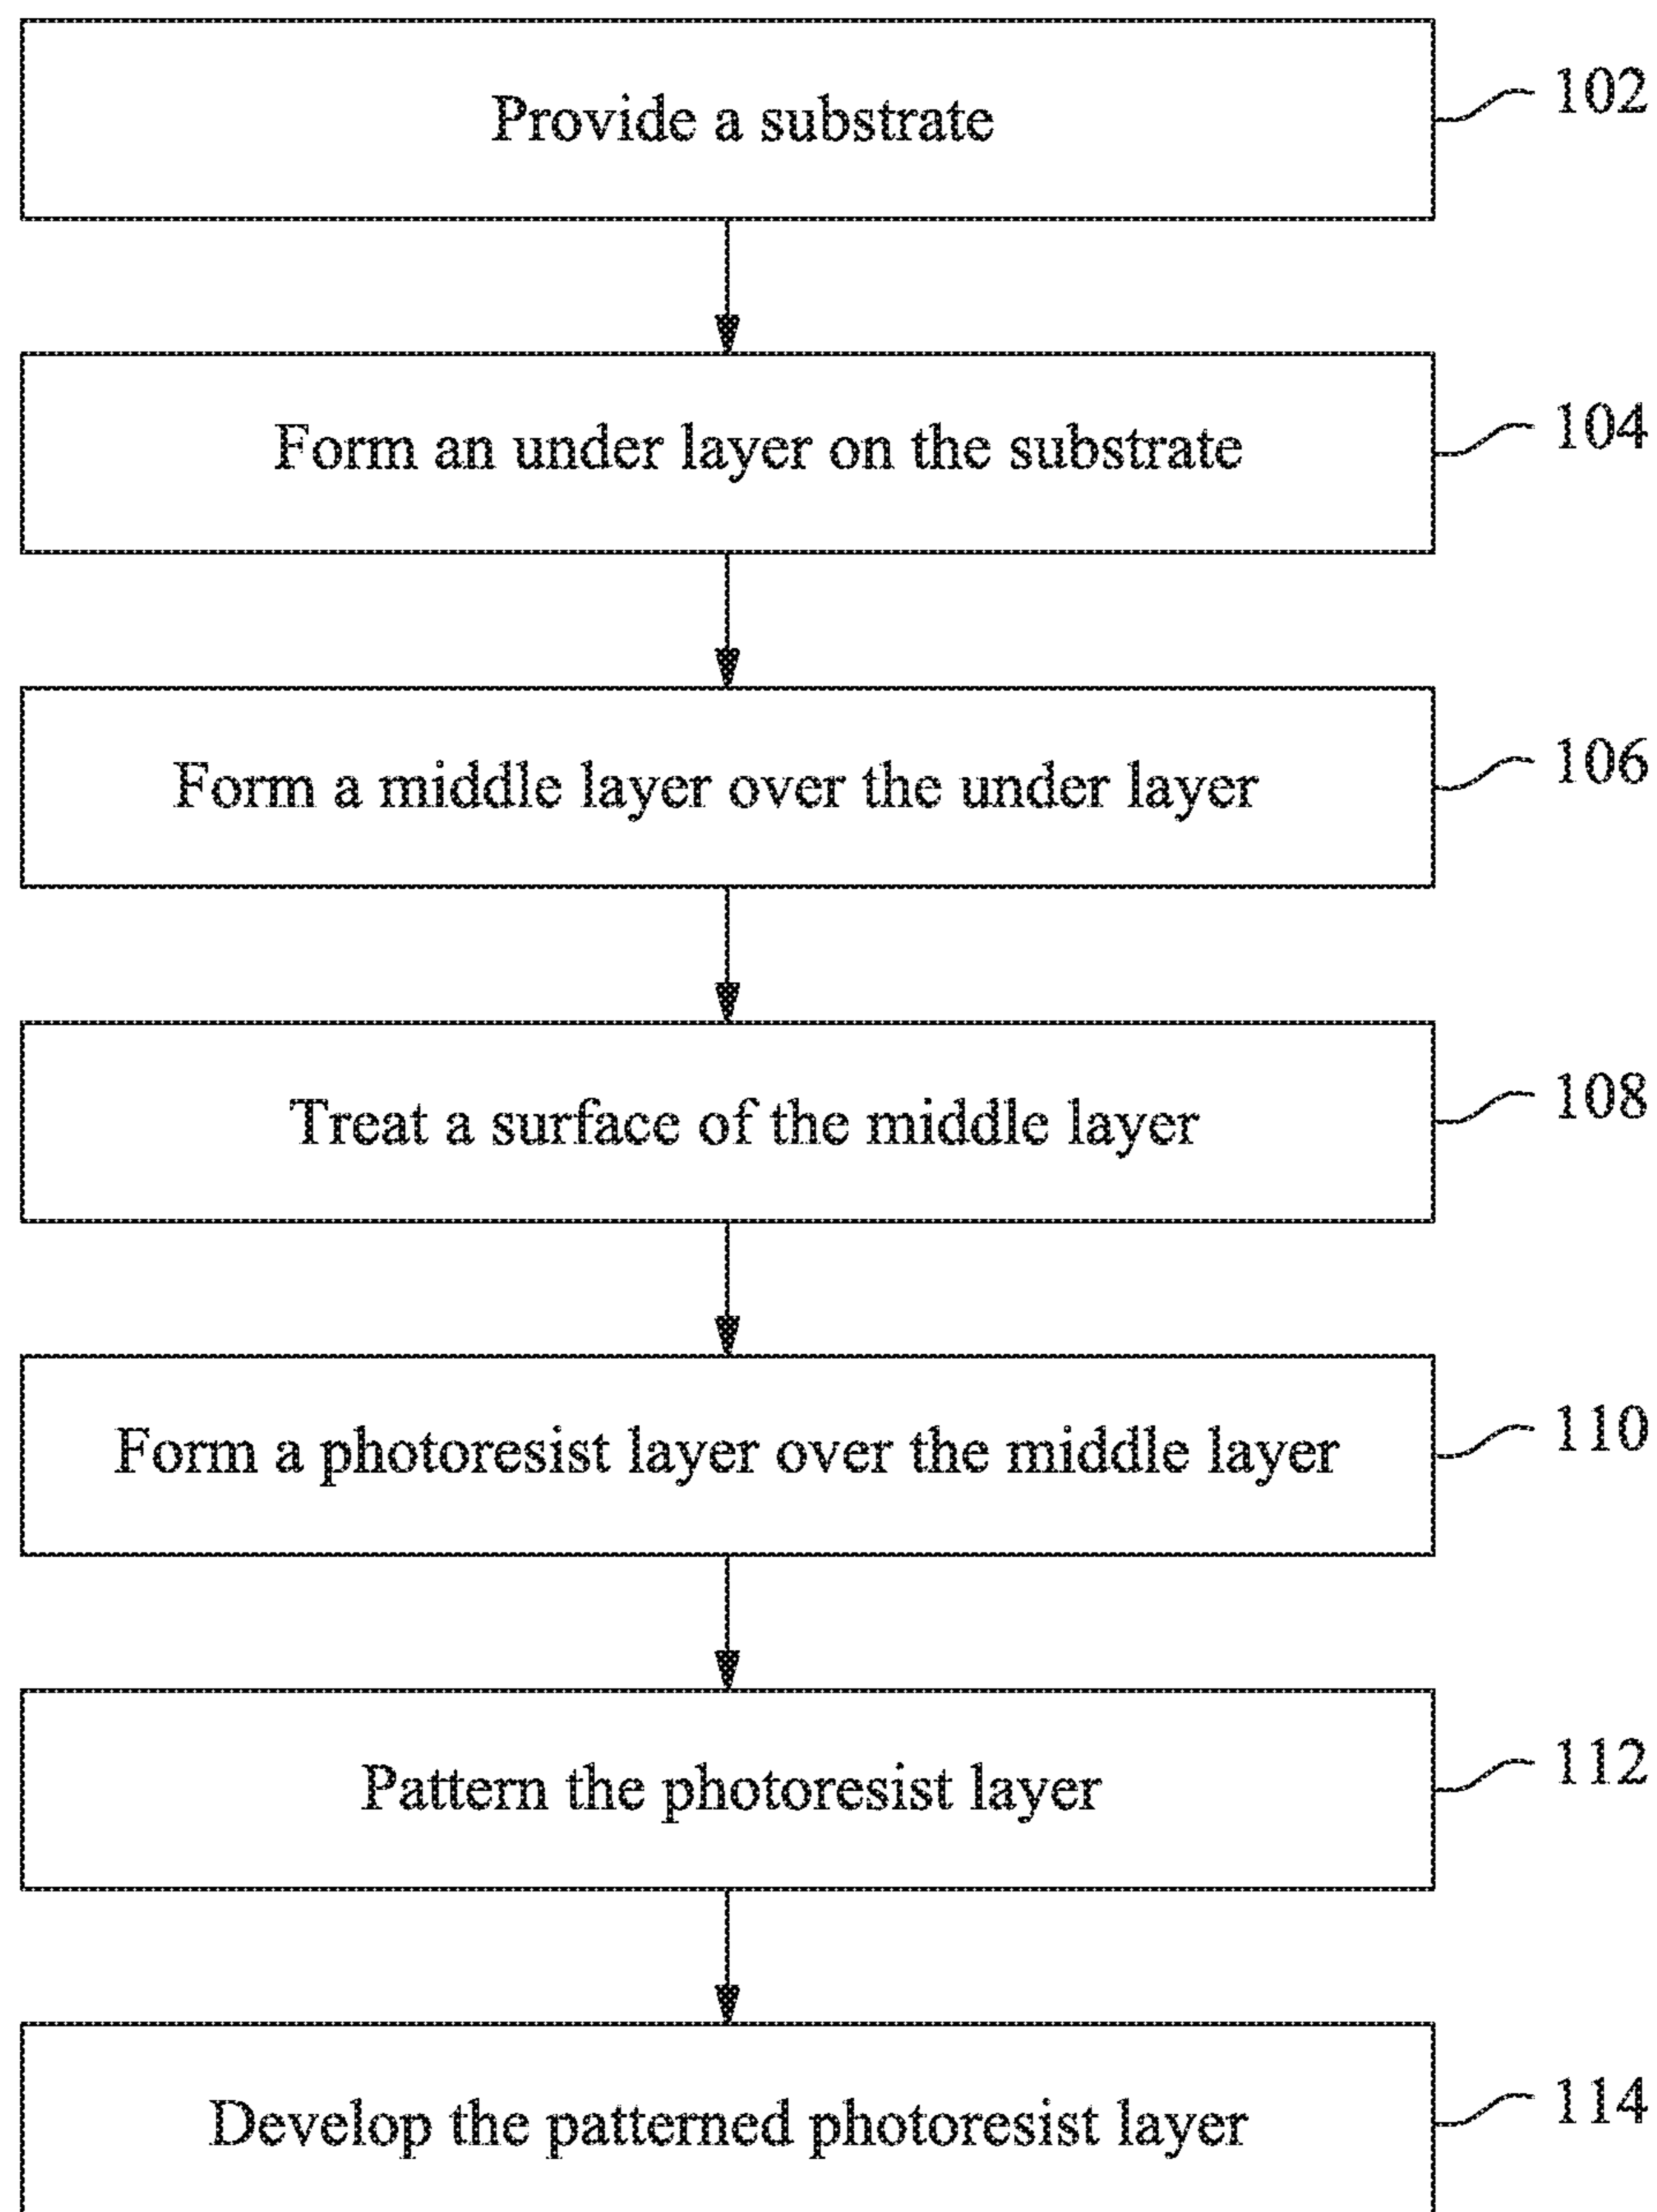 Provide a substrate
102
Form an under layer on the substrate
104
Form a middle layer over the under layer
106
Treat a surface of the middle layer
108
Form a photoresist layer over the middle layer
110
Pattern the photoresist layer
112
Develop the patterned photoresist layer
114